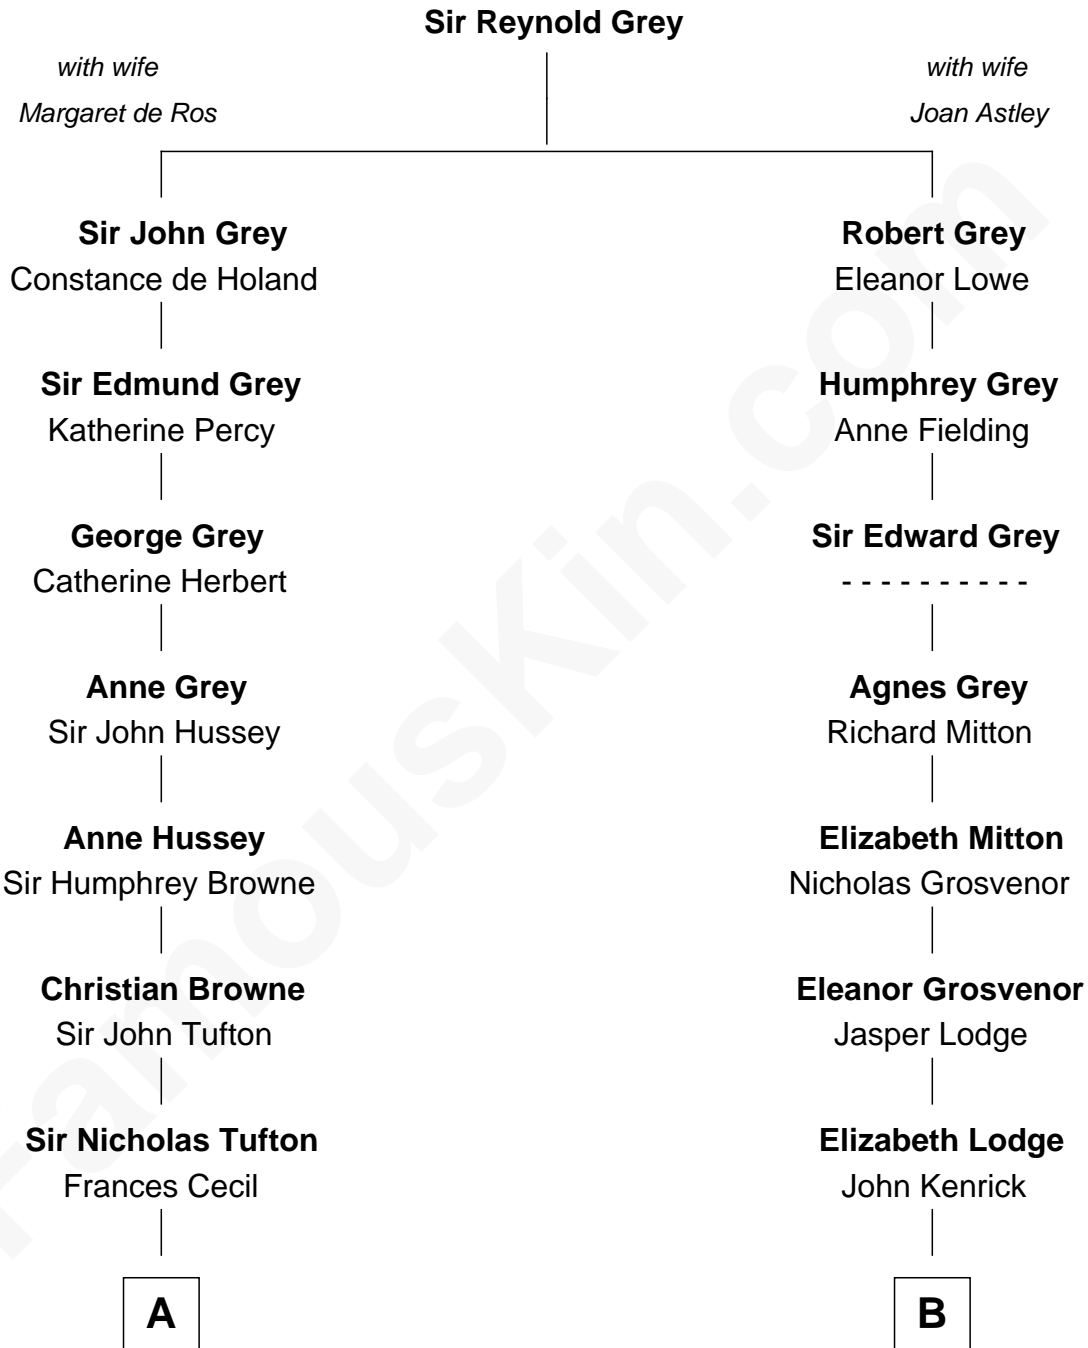 Sir Reynold Grey
with wife
Margaret de Ros
with wife
Joan Astley
Sir John Grey
Constance de Holand
Sir Edmund Grey
Katherine Percy
George Grey
Catherine Herbert
Anne Grey
Sir John Hussey
Anne Hussey
Sir Humphrey Browne
Christian Browne
Sir John Tufton
Sir Nicholas Tufton
Frances Cecil
A
Robert Grey
Eleanor Lowe
Humphrey Grey
Anne Fielding
Sir Edward Grey
- - - - - - - - - -
Agnes Grey
Richard Mitton
Elizabeth Mitton
Nicholas Grosvenor
Eleanor Grosvenor
Jasper Lodge
Elizabeth Lodge
John Kenrick
B
FamousKin.com